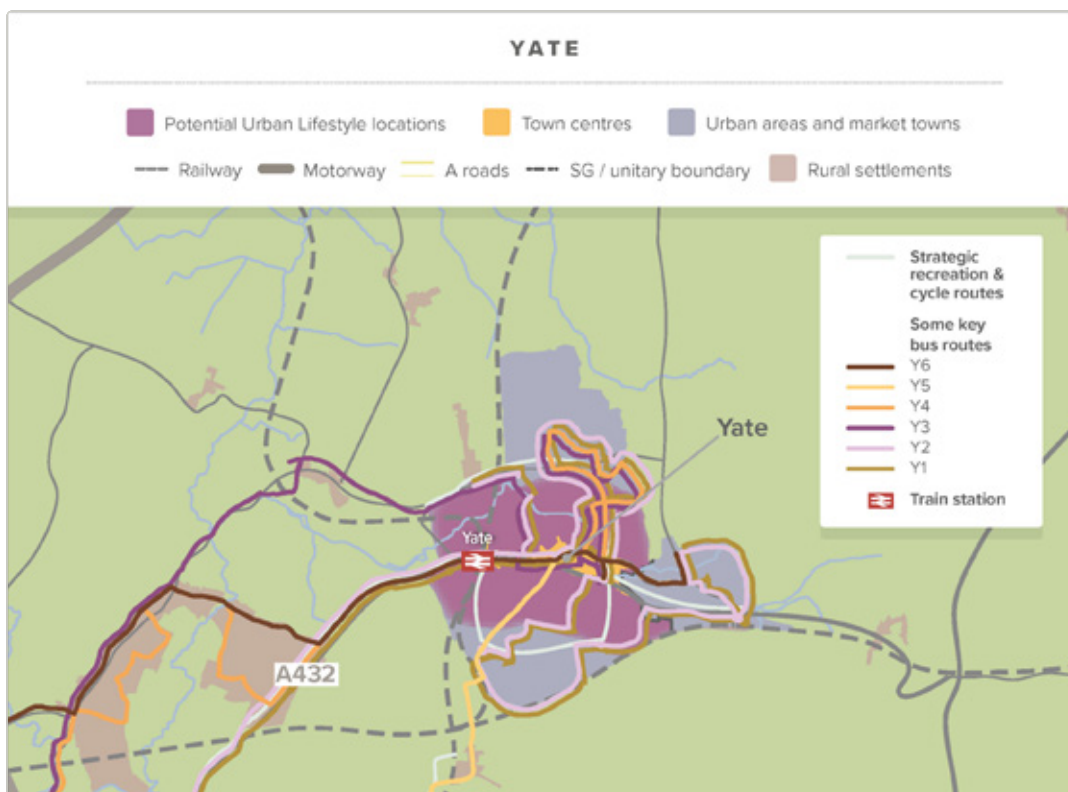 YATE
Potential Urban Lifestyle locations
Town centres
Urban areas and market towns
Railway
Motorway
A roads
SG / unitary boundary
Rural settlements
Strategic
recreation &
cycle routes
Some key
bus routes
Y6
Y5
Y4
Y3
Y2
Y1
Train station
Yate
Yate
A432